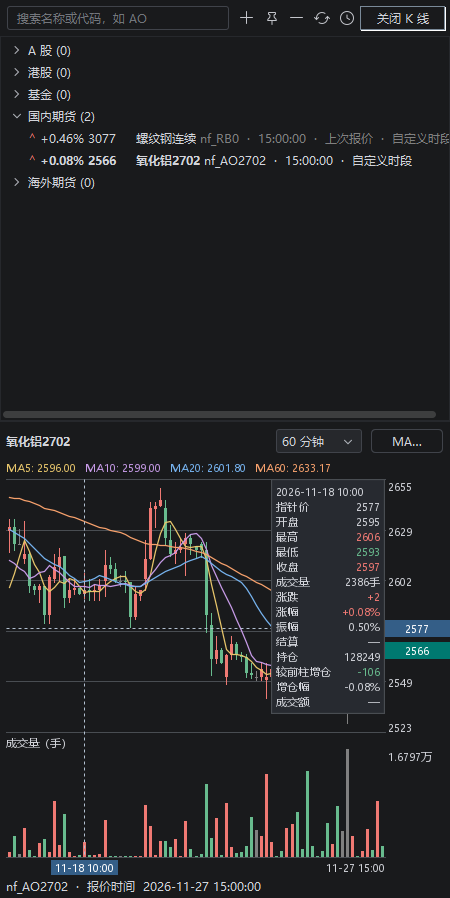 搜索名称或代码，如 AO
关闭 K 线
A 股 (0)
港股 (0)
基金 (0)
国内期货 (2)
^ +0.46% 3077 螺纹钢连续 nf_RB0 · 15:00:00 · 上次报价 · 自定义时段
^ +0.08% 2566 氧化铝2702 nf_AO2702 · 15:00:00 · 自定义时段
海外期货 (0)
氧化铝2702
60 分钟
MA...
MA5: 2596.00 MA10: 2599.00 MA20: 2601.80 MA60: 2633.17
2655
2629
2602
2577
2566
2549
2523
2026-11-18 10:00
指针价 2577
开盘 2595
最高 2606
最低 2593
收盘 2597
成交量 2386手
涨跌 +2
涨幅 +0.08%
振幅 0.50%
结算 —
持仓 128249
较前柱增仓 -106
增仓幅 -0.08%
成交额 —
成交量（手）
1.6797万
11-18 10:00
11-27 15:00
nf_AO2702 · 报价时间 2026-11-27 15:00:00